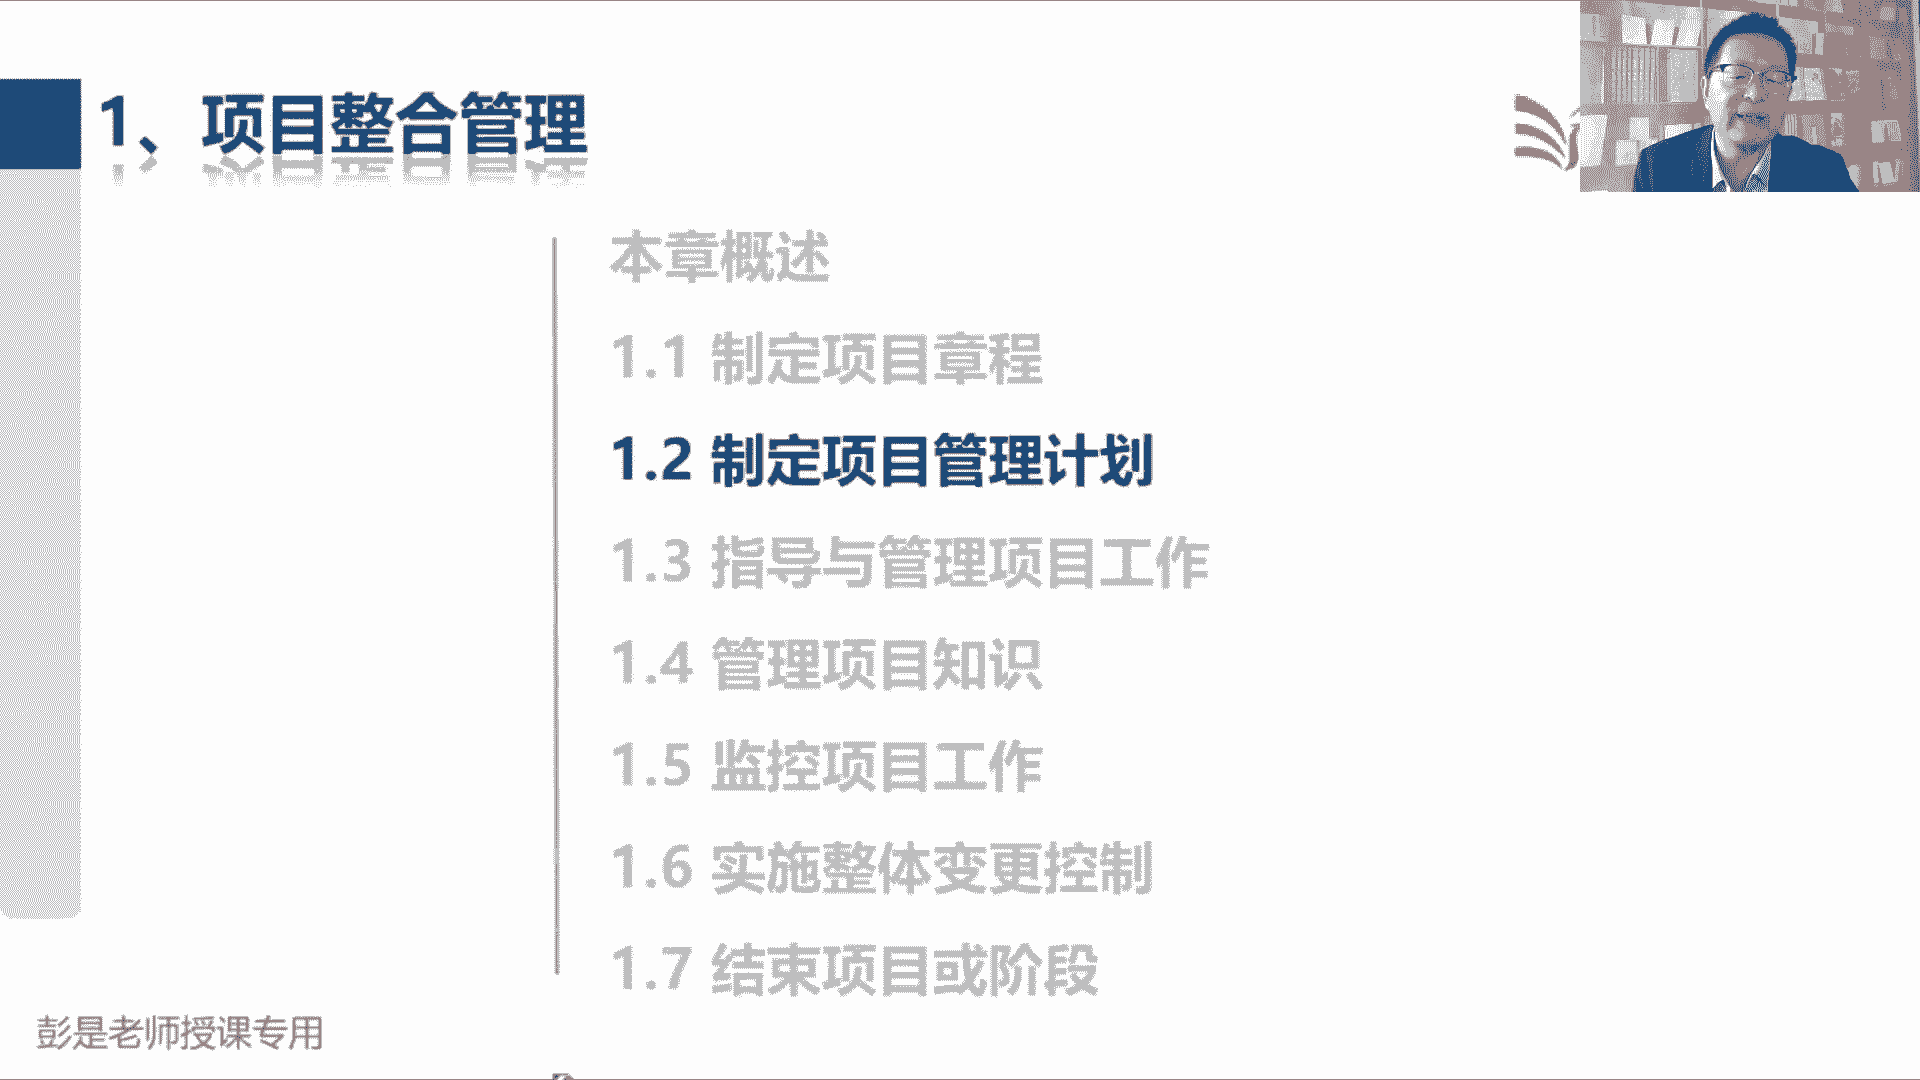 1、项目整合管理
本章概述
1.1 制定项目章程
1.2 制定项目管理计划
1.3 指导与管理项目工作
1.4 管理项目知识
1.5 监控项目工作
1.6 实施整体变更控制
1.7 结束项目或阶段
彭是老师授课专用